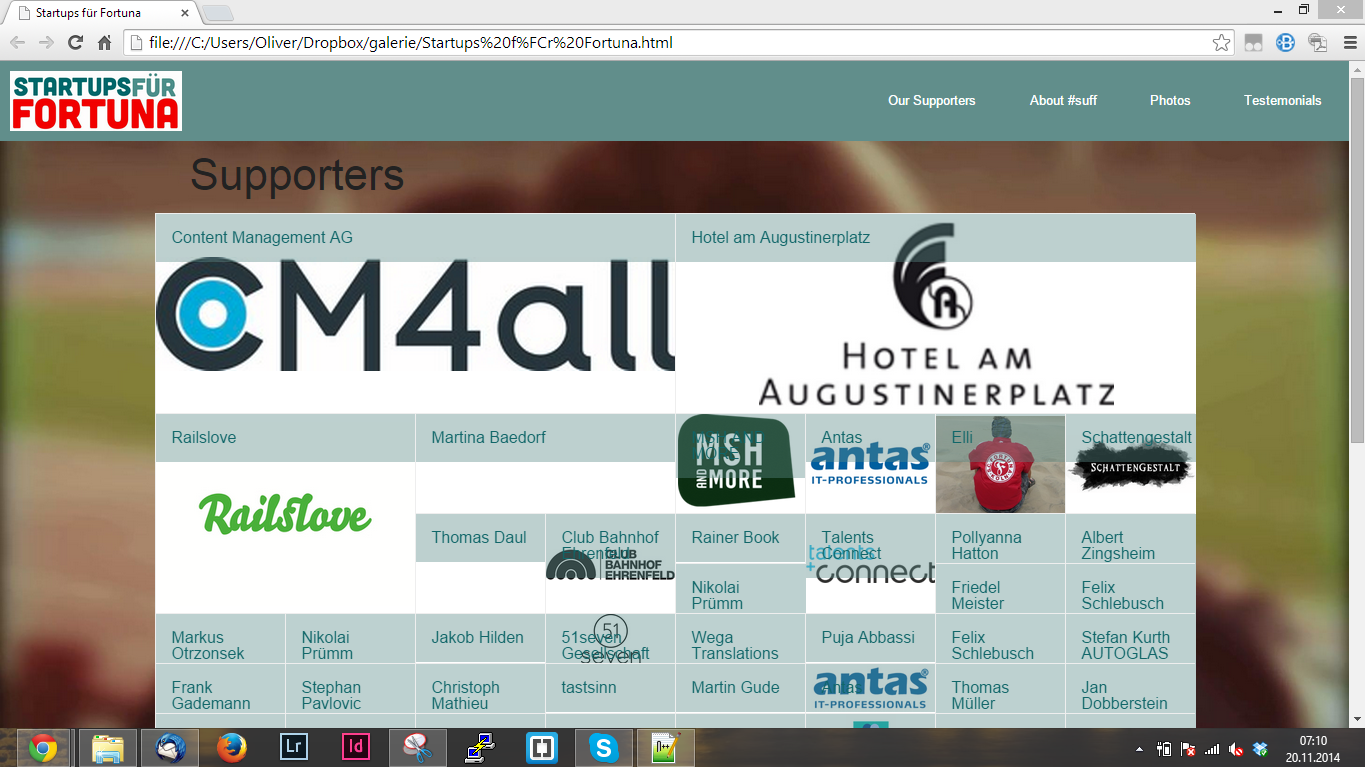 Startups für Fortuna
file:///C:/Users/Oliver/Dropbox/galerie/Startups%20f%FCr%20Fortuna.html
STARTUPSFÜR
FORTUNA
Our Supporters
About #suff
Photos
Testemonials
Supporters
Content Management AG
CM4all
Hotel am Augustinerplatz
A
HOTEL AM
AUGUSTINERPLATZ
Railslove
Railslove
Martina Baedorf
MSH AND
MORE
MSH
AND MORE
Antas
antas®
IT-PROFESSIONALS
Elli
Schattengestalt
SCHATTENGESTALT
Thomas Daul
Club Bahnhof
Ehrenfeld
CLUB
BAHNHOF
EHRENFELD
Rainer Book
Talents
Connect
talents
+connect
Pollyanna
Hatton
Albert
Zingsheim
Nikolai
Prümm
Friedel
Meister
Felix
Schlebusch
Markus
Otrzonsek
Nikolai
Prümm
Jakob Hilden
51seven
Gesellschaft
51
seven
Wega
Translations
Puja Abbassi
Felix
Schlebusch
Stefan Kurth
AUTOGLAS
Frank
Gademann
Stephan
Pavlovic
Christoph
Mathieu
tastsinn
Martin Gude
Antas
antas®
IT-PROFESSIONALS
Thomas
Müller
Jan
Dobberstein
Lr
Id
N++
07:10
20.11.2014